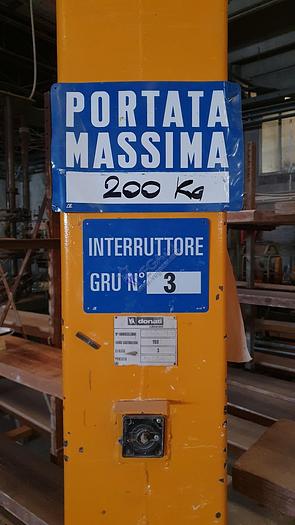 PORTATA
MASSIMA
200 KG
INTERRUTTORE
GRU N° 3
donati